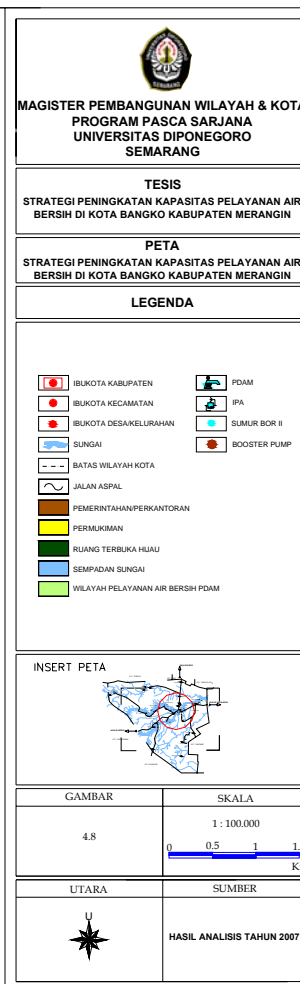 MAGISTER PEMBANGUNAN WILAYAH & KOTA
PROGRAM PASCA SARJANA
UNIVERSITAS DIPONEGORO
SEMARANG
TESIS
STRATEGI PENINGKATAN KAPASITAS PELAYANAN AIR
BERSIH DI KOTA BANGKO KABUPATEN MERANGIN
PETA
STRATEGI PENINGKATAN KAPASITAS PELAYANAN AIR
BERSIH DI KOTA BANGKO KABUPATEN MERANGIN
LEGENDA
IBUKOTA KABUPATEN
IBUKOTA KECAMATAN
IBUKOTA DESA/KELURAHAN
SUNGAI
BATAS WILAYAH KOTA
JALAN ASPAL
PEMERINTAHAN/PERKANTORAN
PERMUKIMAN
RUANG TERBUKA HIJAU
SEMPADAN SUNGAI
WILAYAH PELAYANAN AIR BERSIH PDAM
PDAM
IPA
SUMUR BOR II
BOOSTER PUMP
INSERT PETA
GAMBAR
4.8
SKALA
1 : 100.000
0 0.5 1 1.
K
UTARA
U
SUMBER
HASIL ANALISIS TAHUN 2007